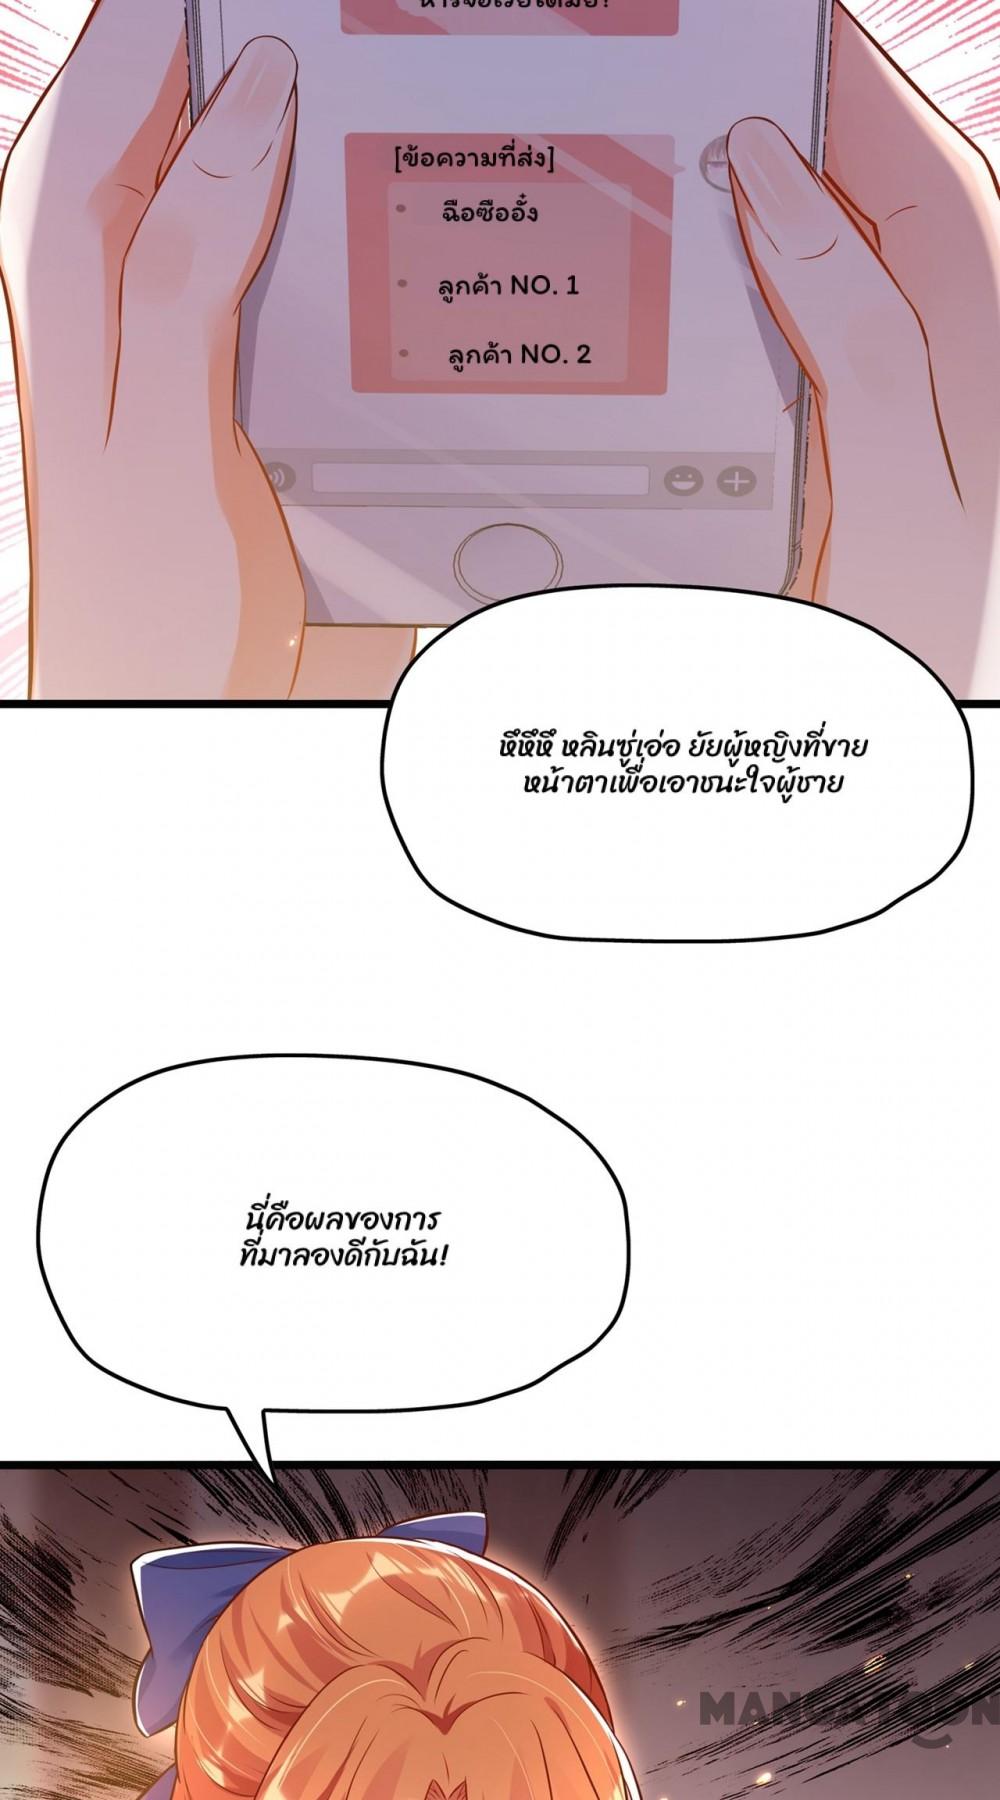 [ข้อความที่ส่ง]
• ฉือซืออั๋ง
• ลูกค้า NO. 1
• ลูกค้า NO. 2
หึหึหึ หลินซู่เอ๋อ ยัยผู้หญิงที่ขาย
หน้าตาเพื่อเอาชนะใจผู้ชาย
นี่คือผลของการ
ที่มาลองดีกับฉัน!
MANGATOON